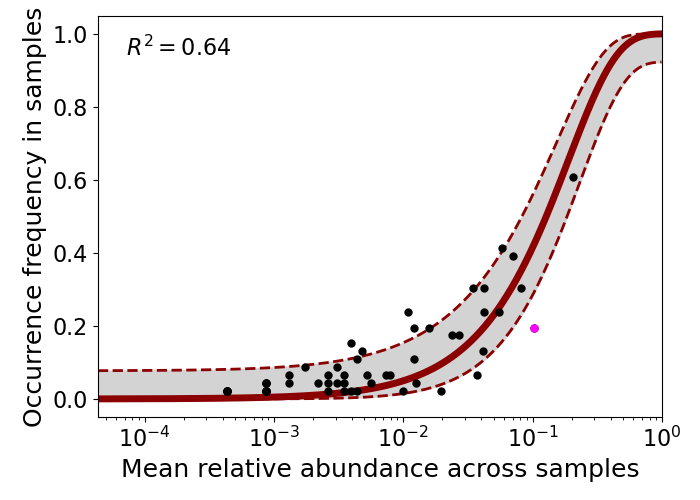 R² = 0.64
Occurrence frequency in samples
1.0
0.8
0.6
0.4
0.2
0.0
10⁻⁴ 10⁻³ 10⁻² 10⁻¹ 10⁰
Mean relative abundance across samples